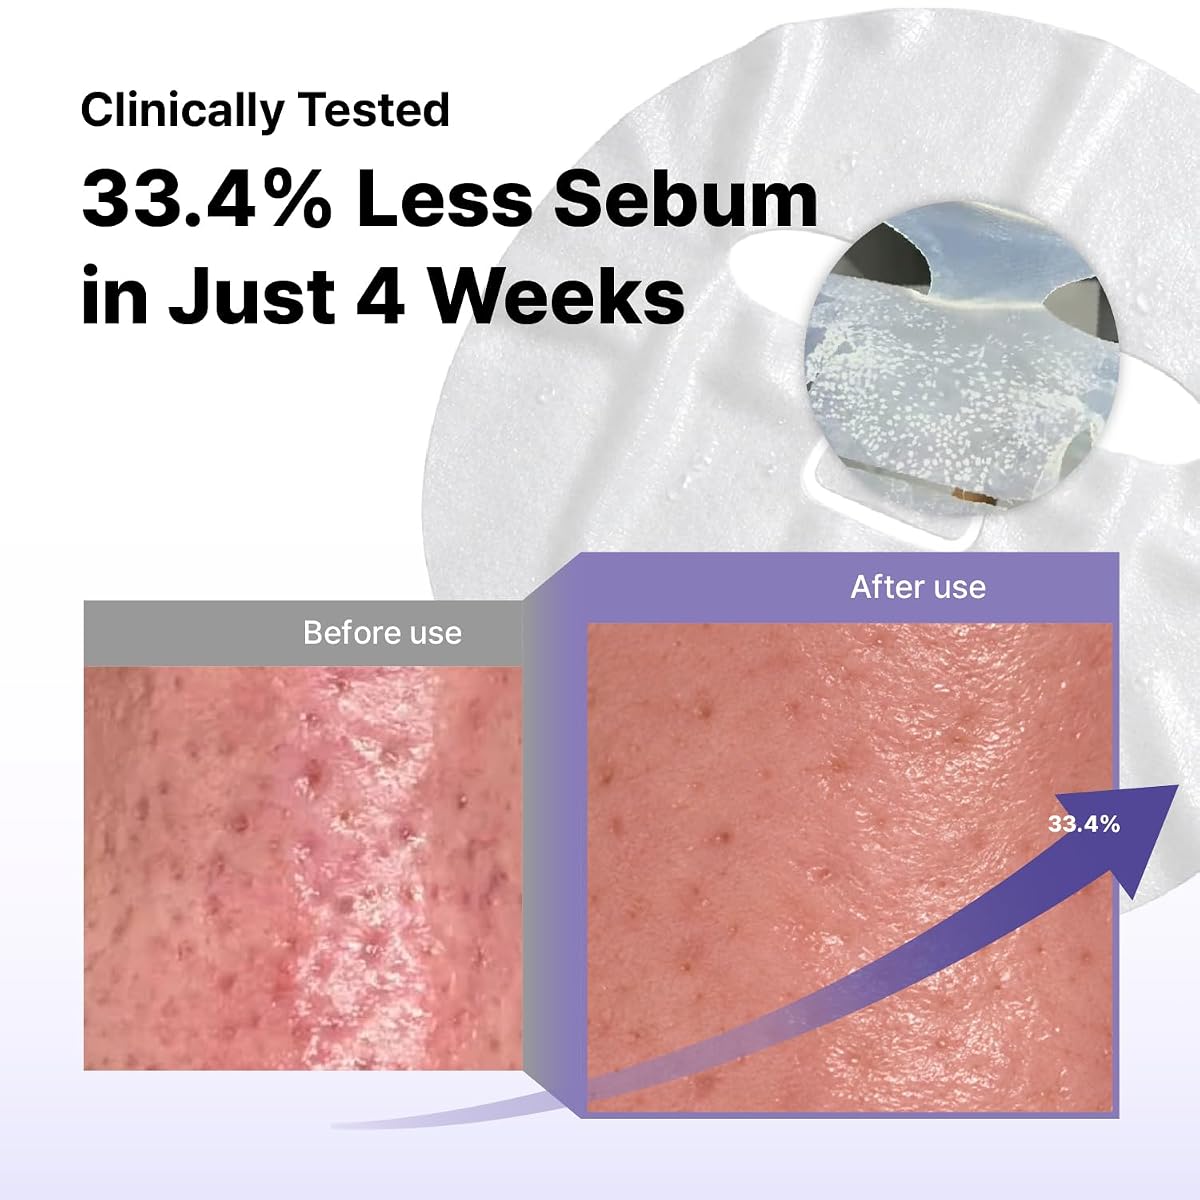 Clinically Tested
33.4% Less Sebum
in Just 4 Weeks
Before use
After use
33.4%